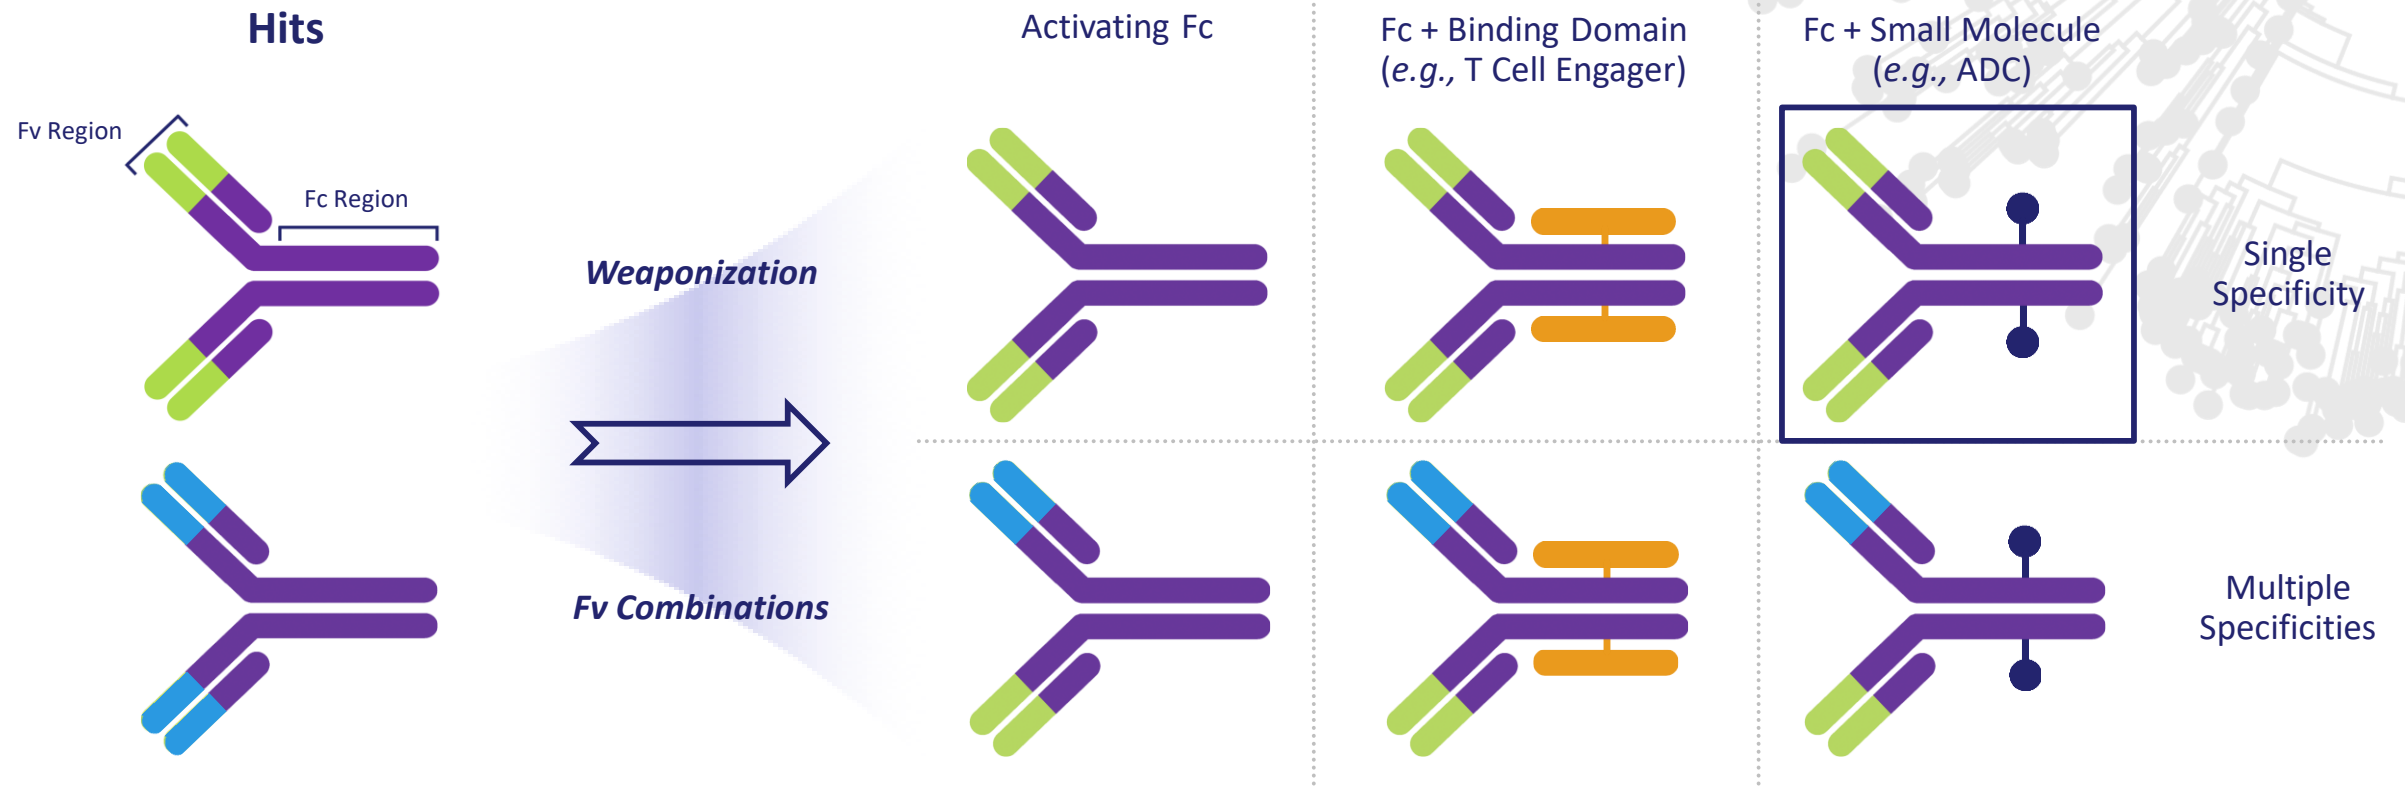 Hits
Activating Fc
Fc + Binding Domain
(e.g., T Cell Engager)
Fc + Small Molecule
(e.g., ADC)
Fv Region
Fc Region
Weaponization
Fv Combinations
Single
Specificity
Multiple
Specificities